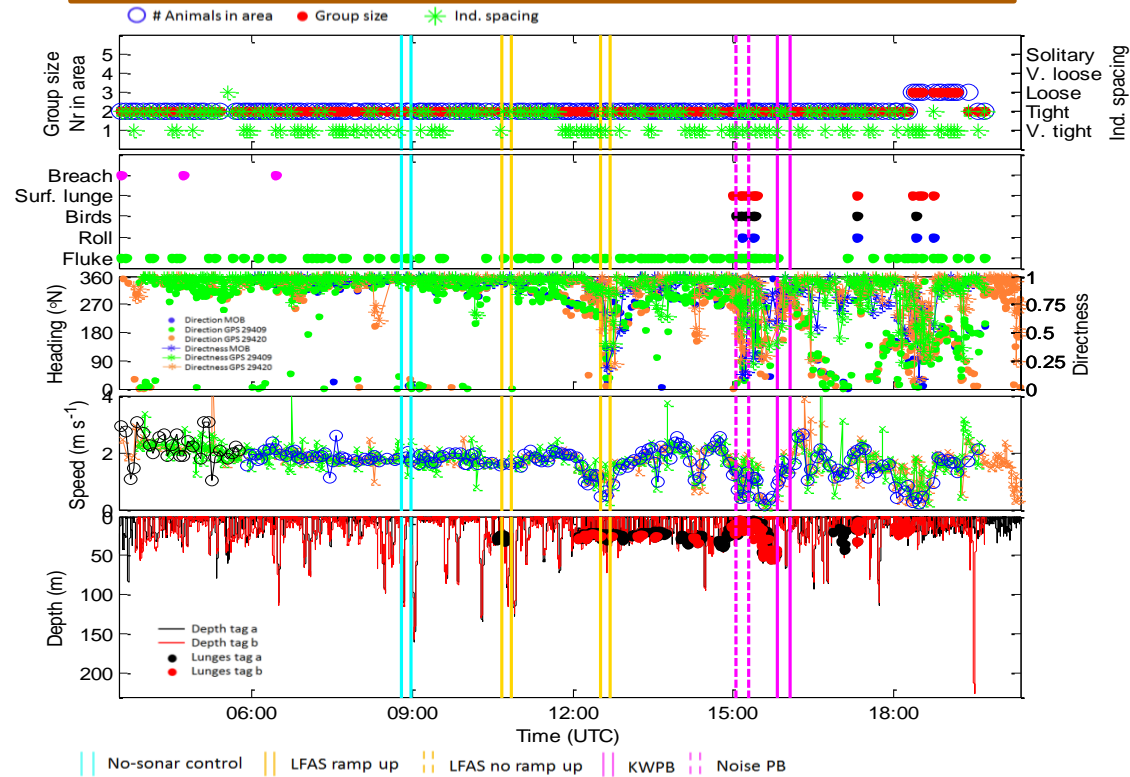 # Animals in area Group size Ind. spacing
Group size
Nr in area
5
4
3
2
1
Solitary
V. loose
Loose
Tight
V. tight
Ind. spacing
Breach
Surf. lunge
Birds
Roll
Fluke
Heading (ºN)
360
270
180
90
0
Direction MOB
Direction GPS 29409
Direction GPS 29420
Directness MOB
Directness GPS 29409
Directness GPS 29420
1
0.75
0.5
0.25
0
Directness
Speed (m s-1)
4
2
0
Depth (m)
0
50
100
150
200
Depth tag a
Depth tag b
Lunges tag a
Lunges tag b
06:00 09:00 12:00 15:00 18:00
Time (UTC)
No-sonar control LFAS ramp up LFAS no ramp up KWPB Noise PB